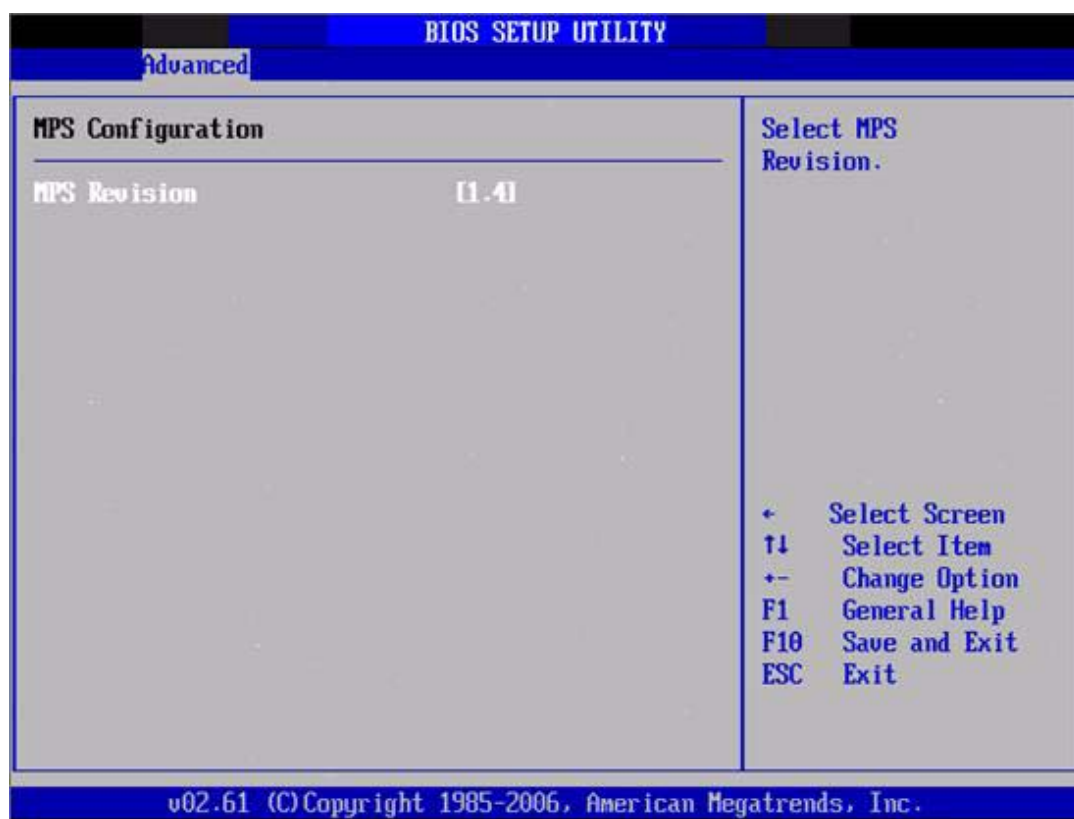 BIOS SETUP UTILITY
Advanced
MPS Configuration
MPS Revision [1.4]
Select MPS
Revision.
← Select Screen
↑↓ Select Item
+- Change Option
F1 General Help
F10 Save and Exit
ESC Exit
v02.61 (C)Copyright 1985-2006, American Megatrends, Inc.